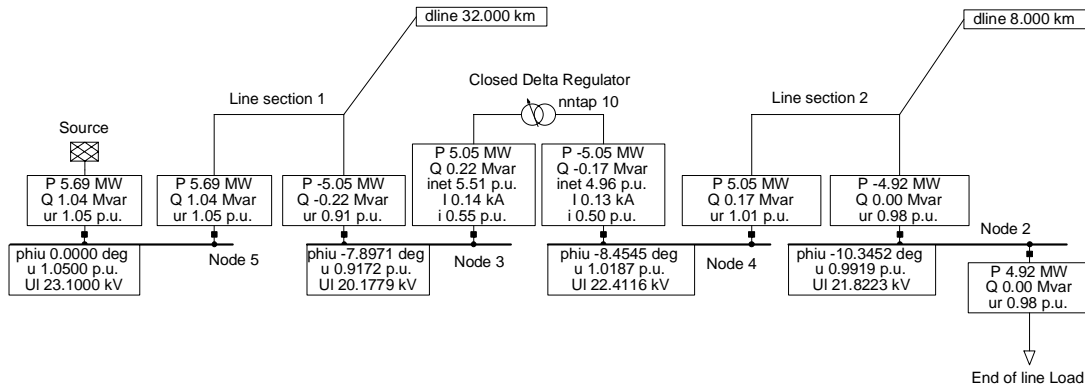 dline 32.000 km
dline 8.000 km
Closed Delta Regulator
nntap 10
Line section 1
Line section 2
Source
P 5.69 MW
Q 1.04 Mvar
ur 1.05 p.u.
P 5.69 MW
Q 1.04 Mvar
ur 1.05 p.u.
P -5.05 MW
Q -0.22 Mvar
ur 0.91 p.u.
P 5.05 MW
Q 0.22 Mvar
inet 5.51 p.u.
I 0.14 kA
i 0.55 p.u.
P -5.05 MW
Q -0.17 Mvar
inet 4.96 p.u.
I 0.13 kA
i 0.50 p.u.
P 5.05 MW
Q 0.17 Mvar
ur 1.01 p.u.
P -4.92 MW
Q 0.00 Mvar
ur 0.98 p.u.
phiu 0.0000 deg
u 1.0500 p.u.
Ul 23.1000 kV
Node 5
phiu -7.8971 deg
u 0.9172 p.u.
Ul 20.1779 kV
Node 3
phiu -8.4545 deg
u 1.0187 p.u.
Ul 22.4116 kV
Node 4
phiu -10.3452 deg
u 0.9919 p.u.
Ul 21.8223 kV
Node 2
P 4.92 MW
Q 0.00 Mvar
ur 0.98 p.u.
End of line Load